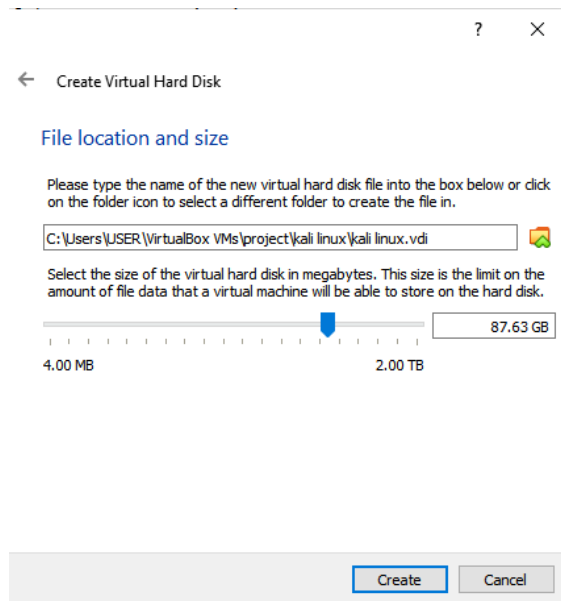 ?
Create Virtual Hard Disk
File location and size
Please type the name of the new virtual hard disk file into the box below or click
on the folder icon to select a different folder to create the file in.
C:\Users\USER\VirtualBox VMs\project\kali linux\kali linux.vdi
Select the size of the virtual hard disk in megabytes. This size is the limit on the
amount of file data that a virtual machine will be able to store on the hard disk.
87.63 GB
4.00 MB 2.00 TB
Create Cancel